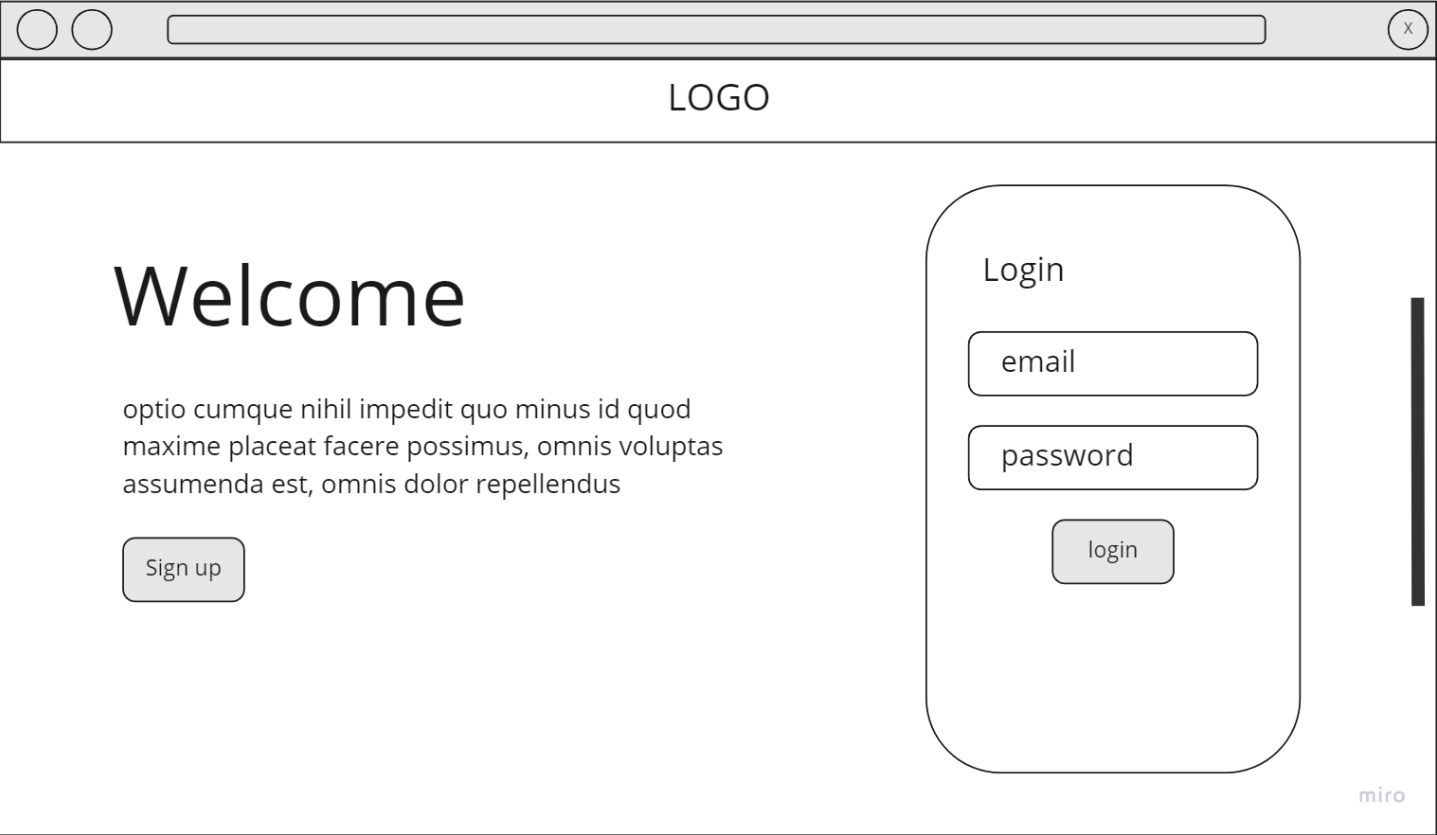 X
LOGO
Welcome
optio cumque nihil impedit quo minus id quod
maxime placeat facere possimus, omnis voluptas
assumenda est, omnis dolor repellendus
Sign up
Login
email
password
login
miro